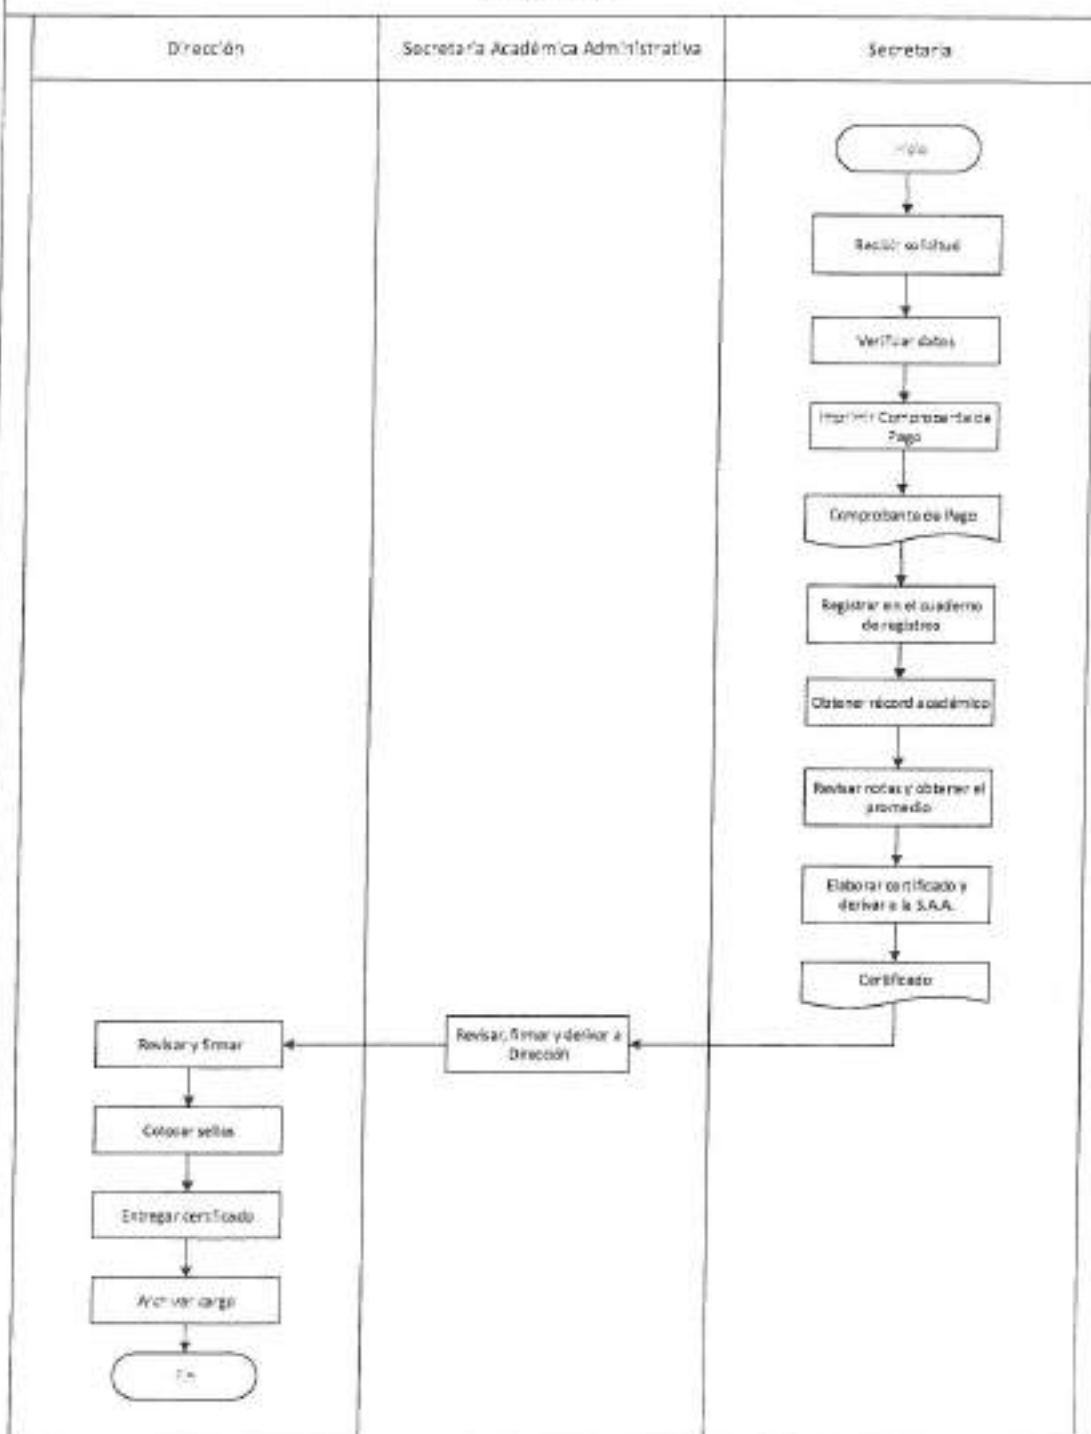 Dirección
Secretaría Académica Administrativa
Secretaria
Inicio
Recibir solicitud
Verificar datos
Imprimir Comprobante de
Pago
Comprobante de Pago
Registrar en el cuaderno
de registros
Obtener récord académico
Revisar notas y obtener el
promedio
Elaborar certificado y
derivar a la S.A.A.
Certificado
Revisar, firmar y derivar a
Dirección
Revisar y firmar
Colocar sellos
Entregar certificado
Archivar cargo
Fin